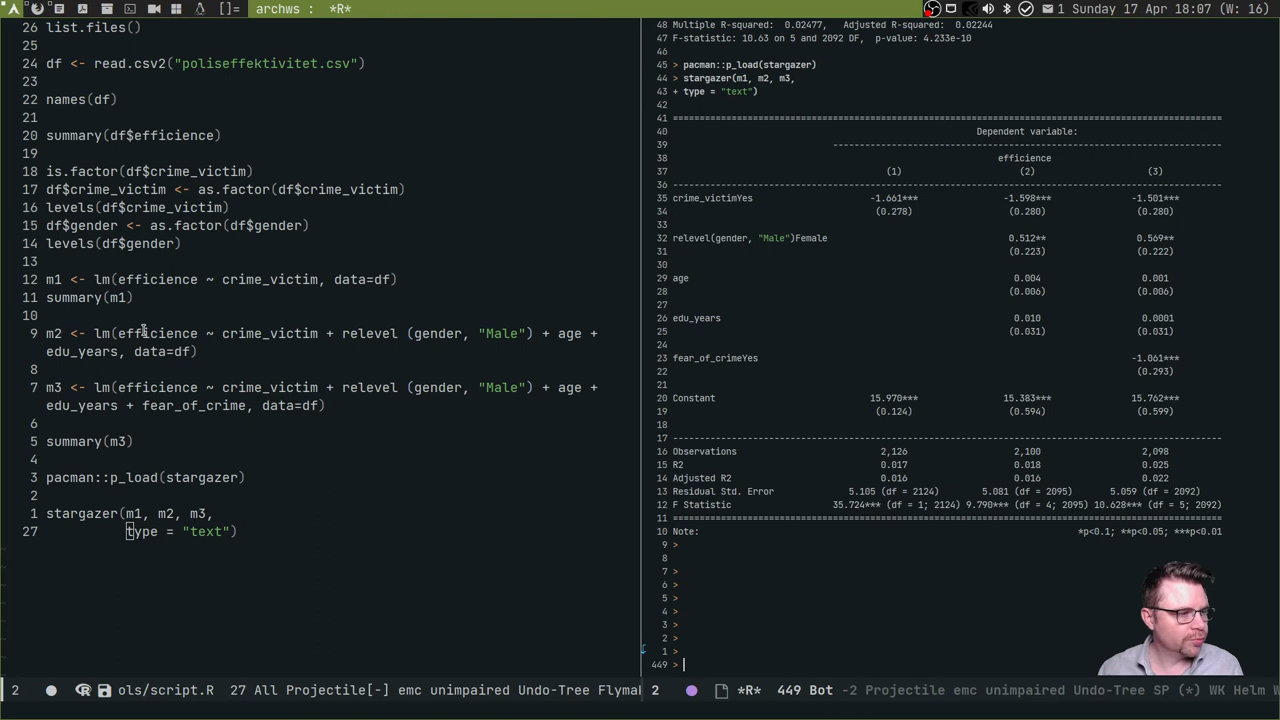 archws : *R*
1 Sunday 17 Apr 18:07 (W: 16)
26 list.files()
25
24 df <- read.csv2("poliseffektivitet.csv")
23
22 names(df)
21
20 summary(df$efficience)
19
18 is.factor(df$crime_victim)
17 df$crime_victim <- as.factor(df$crime_victim)
16 levels(df$crime_victim)
15 df$gender <- as.factor(df$gender)
14 levels(df$gender)
13
12 m1 <- lm(efficience ~ crime_victim, data=df)
11 summary(m1)
10
9 m2 <- lm(efficience ~ crime_victim + relevel (gender, "Male") + age +
edu_years, data=df)
8
7 m3 <- lm(efficience ~ crime_victim + relevel (gender, "Male") + age +
edu_years + fear_of_crime, data=df)
6
5 summary(m3)
4
3 pacman::p_load(stargazer)
2
1 stargazer(m1, m2, m3,
27 type = "text")
2 ols/script.R 27 All Projectile[-] emc unimpaired Undo-Tree Flymak
48 Multiple R-squared: 0.02477, Adjusted R-squared: 0.02244
47 F-statistic: 10.63 on 5 and 2092 DF, p-value: 4.233e-10
46
45 > pacman::p_load(stargazer)
44 > stargazer(m1, m2, m3,
43 + type = "text")
42
41 ==================================================
40 Dependent variable:
39 --------------------------------------------------
38 efficience
37 (1) (2) (3)
36 --------------------------------------------------
35 crime_victimYes -1.661*** -1.598*** -1.501***
34 (0.278) (0.280) (0.280)
33
32 relevel(gender, "Male")Female 0.512** 0.569**
31 (0.223) (0.222)
30
29 age 0.004 0.001
28 (0.006) (0.006)
27
26 edu_years 0.010 0.0001
25 (0.031) (0.031)
24
23 fear_of_crimeYes -1.061***
22 (0.293)
21
20 Constant 15.970*** 15.383*** 15.762***
19 (0.124) (0.594) (0.599)
18
17 --------------------------------------------------
16 Observations 2,126 2,100 2,098
15 R2 0.017 0.018 0.025
14 Adjusted R2 0.016 0.016 0.022
13 Residual Std. Error 5.105 (df = 2124) 5.081 (df = 2095) 5.059 (df = 2092)
12 F Statistic 35.724*** (df = 1; 2124) 9.790*** (df = 4; 2095) 10.628*** (df = 5; 2092)
11 ==================================================
10 Note: *p<0.1; **p<0.05; ***p<0.01
9 >
8
7 >
6 >
5 >
4 >
3 >
2 >
1 >
449 >
2 *R* 449 Bot -2 Projectile emc unimpaired Undo-Tree SP (*) WK Helm W